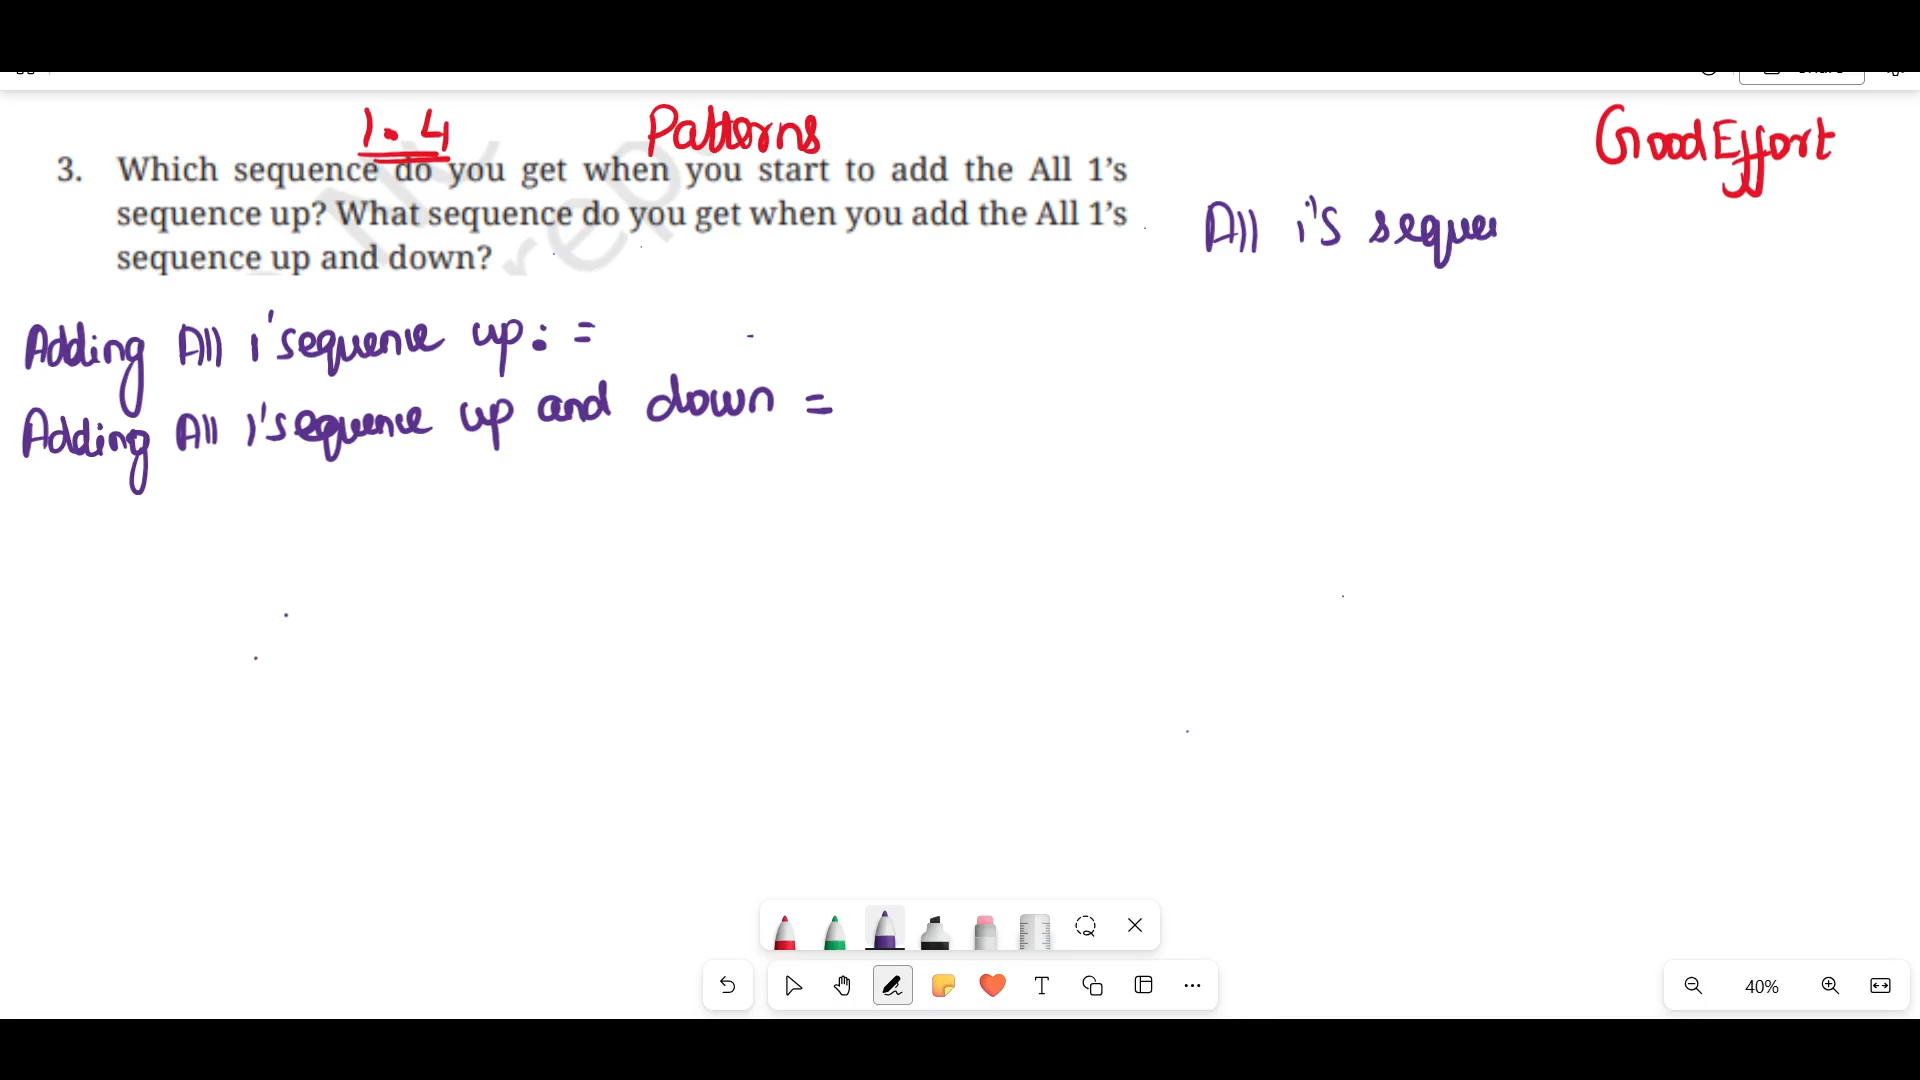 1.4 Patterns
Good Effort
3. Which sequence do you get when you start to add the All 1’s
sequence up? What sequence do you get when you add the All 1’s
sequence up and down?
All 1's seque
Adding All 1'sequence up: =
Adding All 1'sequence up and down =
40%